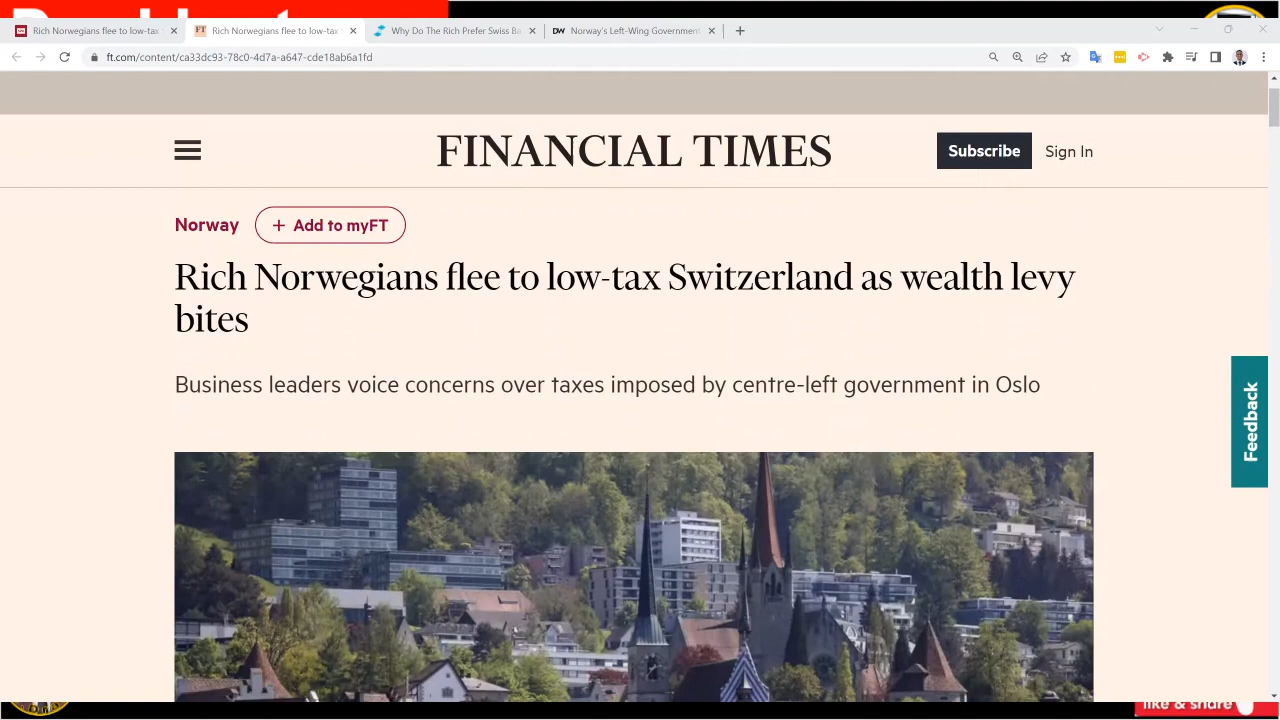 Rich Norwegians flee to low-tax
Rich Norwegians flee to low-tax
Why Do The Rich Prefer Swiss Ba
Norway's Left-Wing Government
ft.com/content/ca33dc93-78c0-4d7a-a647-cde18ab6a1fd
FINANCIAL TIMES
Subscribe
Sign In
Norway
+ Add to myFT
Rich Norwegians flee to low-tax Switzerland as wealth levy
bites
Business leaders voice concerns over taxes imposed by centre-left government in Oslo
Feedback
like & share